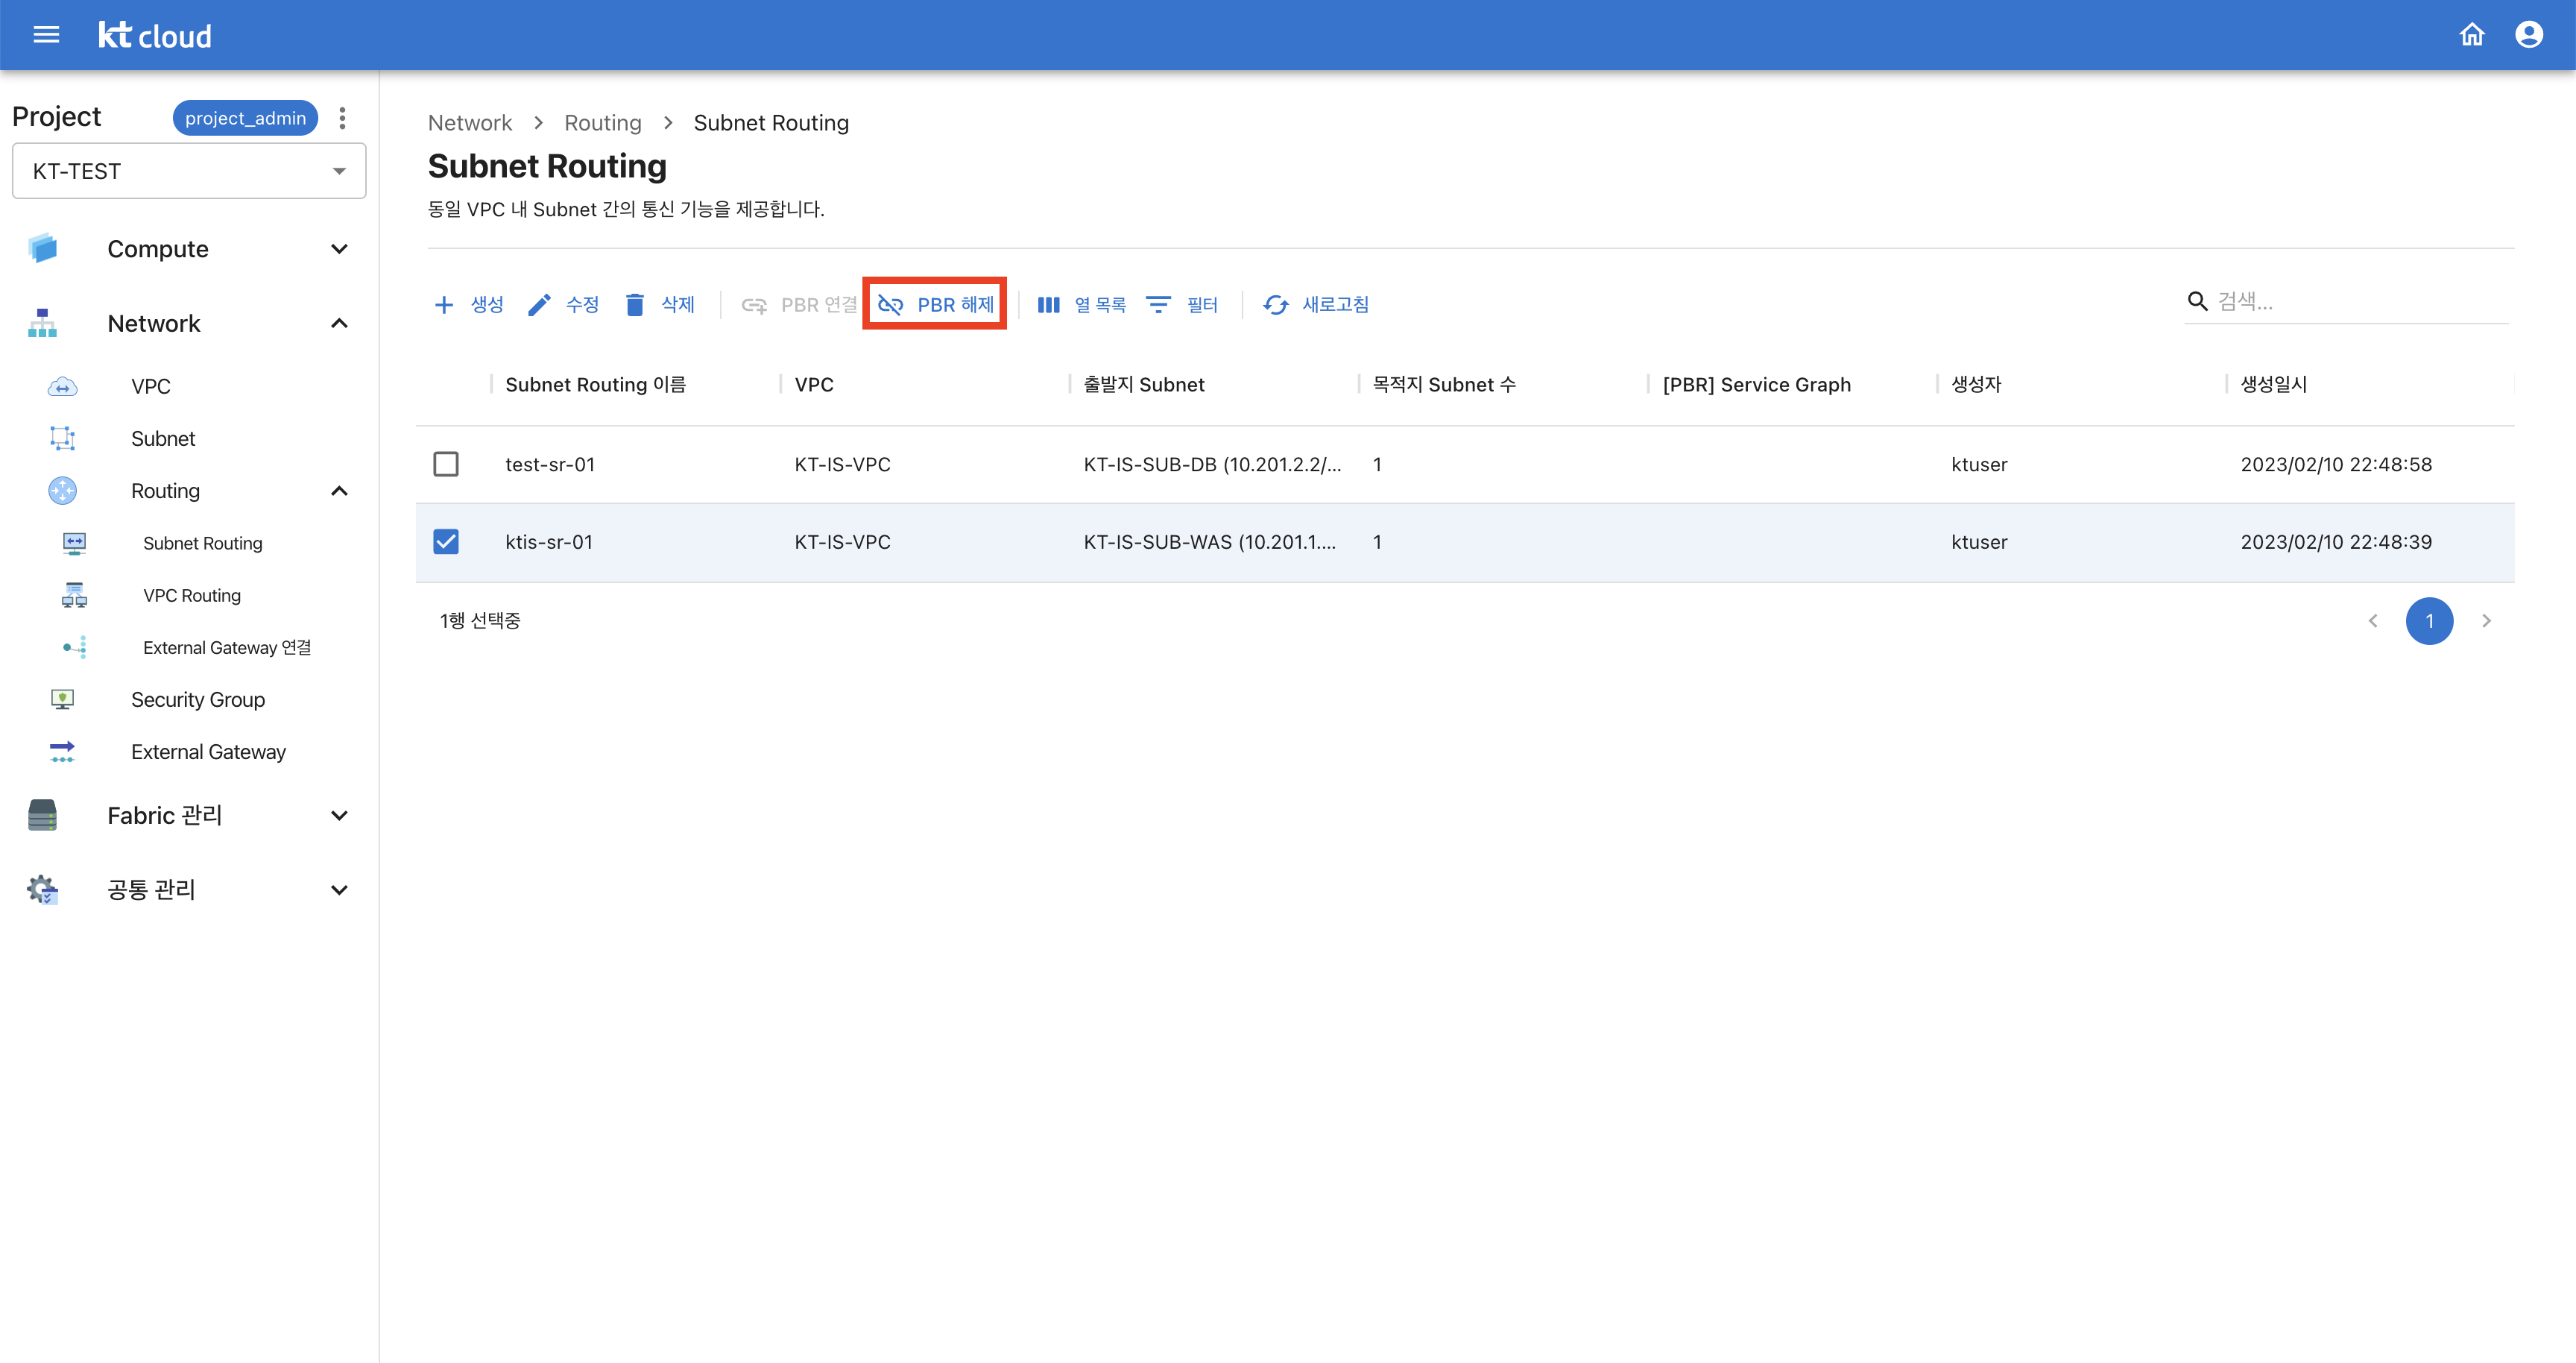 kt cloud
Project
project_admin
KT-TEST
Compute
Network
VPC
Subnet
Routing
Subnet Routing
VPC Routing
External Gateway 연결
Security Group
External Gateway
Fabric 관리
공통 관리
Network > Routing > Subnet Routing
Subnet Routing
동일 VPC 내 Subnet 간의 통신 기능을 제공합니다.
생성 수정 삭제 PBR 연결 PBR 해제 열 목록 필터 새로고침 검색...
Subnet Routing 이름 VPC 출발지 Subnet 목적지 Subnet 수 [PBR] Service Graph 생성자 생성일시
test-sr-01 KT-IS-VPC KT-IS-SUB-DB (10.201.2.2/... 1 ktuser 2023/02/10 22:48:58
ktis-sr-01 KT-IS-VPC KT-IS-SUB-WAS (10.201.1.... 1 ktuser 2023/02/10 22:48:39
1행 선택중 1